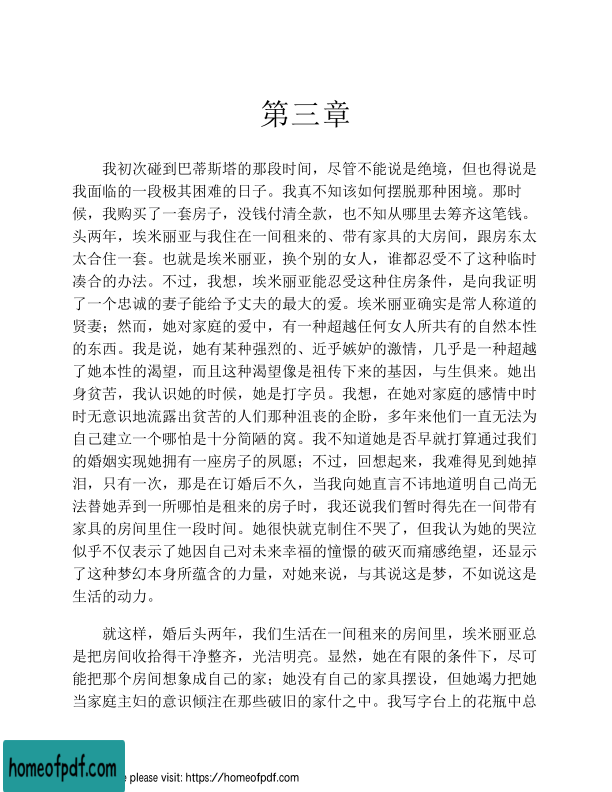 第三章
我初次碰到巴蒂斯塔的那段时间，尽管不能说是绝境，但也得说是
我面临的一段极其困难的日子。我真不知该如何摆脱那种困境。那时
候，我购买了一套房子，没钱付清全款，也不知从哪里去筹齐这笔钱。
头两年，埃米丽亚与我住在一间租来的、带有家具的大房间，跟房东太
太合住一套。也就是埃米丽亚，换个别的女人，谁都忍受不了这种临时
凑合的办法。不过，我想，埃米丽亚能忍受这种住房条件，是向我证明
了一个忠诚的妻子能给予丈夫的最大的爱。埃米丽亚确实是常人称道的
贤妻；然而，她对家庭的爱中，有一种超越任何女人所共有的自然本性
的东西。我是说，她有某种强烈的、近乎嫉妒的激情，几乎是一种超越
了她本性的渴望，而且这种渴望像是祖传下来的基因，与生俱来。她出
身贫苦，我认识她的时候，她是打字员。我想，在她对家庭的感情中时
时无意识地流露出贫苦的人们那种沮丧的企盼，多年来他们一直无法为
自己建立一个哪怕是十分简陋的窝。我不知道她是否早就打算通过我们
的婚姻实现她拥有一座房子的夙愿；不过，回想起来，我难得见到她掉
泪，只有一次，那是在订婚后不久，当我向她直言不讳地道明自己尚无
法替她弄到一所哪怕是租来的房子时，我还说我们暂时得先在一间带有
家具的房间里住一段时间。她很快就克制住不哭了，但我认为她的哭泣
似乎不仅表示了她因自己对未来幸福的憧憬的破灭而痛感绝望，还显示
了这种梦幻本身所蕴含的力量，对她来说，与其说这是梦，不如说这是
生活的动力。
就这样，婚后头两年，我们生活在一间租来的房间里，埃米丽亚总
是把房间收拾得干净整齐，光洁明亮。显然，她在有限的条件下，尽可
能把那个房间想象成自己的家；她没有自己的家具摆设，但她竭力把她
当家庭主妇的意识倾注在那些破旧的家什之中。我写字台上的花瓶中总
homeofpdf.com
e please visit: https://homeofpdf.com